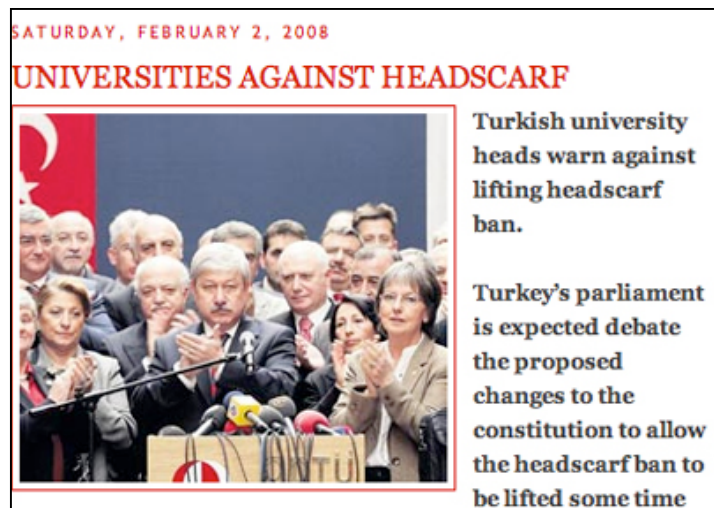 SATURDAY, FEBRUARY 2, 2008
UNIVERSITIES AGAINST HEADSCARF
Turkish university
heads warn against
lifting headscarf
ban.
Turkey's parliament
is expected debate
the proposed
changes to the
constitution to allow
the headscarf ban to
be lifted some time
ODTÜ